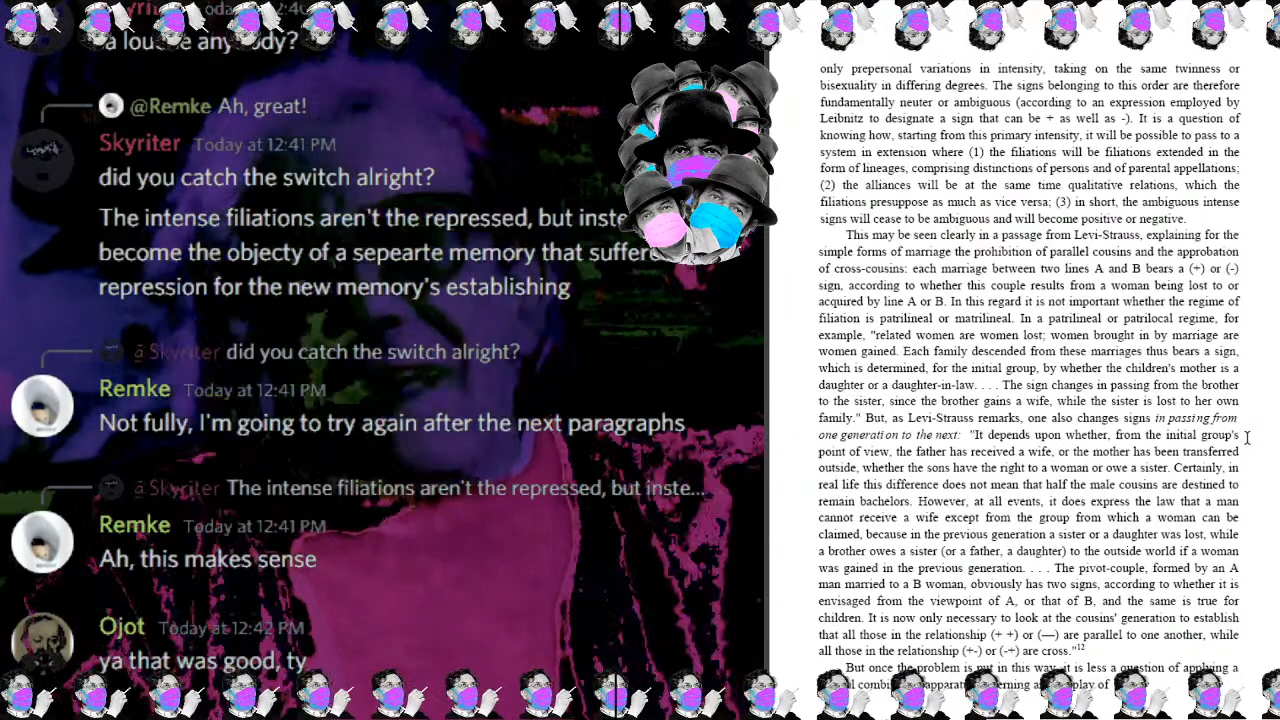 a lou e any ody?
@Remke Ah, great!
Skyriter Today at 12:41 PM
did you catch the switch alright?
The intense filiations aren't the repressed, but inste
become the objecty of a sepearte memory that suffere
repression for the new memory's establishing
@Skyriter did you catch the switch alright?
Remke Today at 12:41 PM
Not fully, I'm going to try again after the next paragraphs
@Skyriter The intense filiations aren't the repressed, but inste...
Remke Today at 12:41 PM
Ah, this makes sense
Ojot Today at 12:42 PM
ya that was good, ty
only prepersonal variations in intensity, taking on the same twinness or
bisexuality in differing degrees. The signs belonging to this order are therefore
fundamentally neuter or ambiguous (according to an expression employed by
Leibnitz to designate a sign that can be + as well as -). It is a question of
knowing how, starting from this primary intensity, it will be possible to pass to a
system in extension where (1) the filiations will be filiations extended in the
form of lineages, comprising distinctions of persons and of parental appellations;
(2) the alliances will be at the same time qualitative relations, which the
filiations presuppose as much as vice versa; (3) in short, the ambiguous intense
signs will cease to be ambiguous and will become positive or negative.
This may be seen clearly in a passage from Levi-Strauss, explaining for the
simple forms of marriage the prohibition of parallel cousins and the approbation
of cross-cousins: each marriage between two lines A and B bears a (+) or (-)
sign, according to whether this couple results from a woman being lost to or
acquired by line A or B. In this regard it is not important whether the regime of
filiation is patrilineal or matrilineal. In a patrilineal or patrilocal regime, for
example, "related women are women lost; women brought in by marriage are
women gained. Each family descended from these marriages thus bears a sign,
which is determined, for the initial group, by whether the children's mother is a
daughter or a daughter-in-law. . . . The sign changes in passing from the brother
to the sister, since the brother gains a wife, while the sister is lost to her own
family." But, as Levi-Strauss remarks, one also changes signs in passing from
one generation to the next: "It depends upon whether, from the initial group's
point of view, the father has received a wife, or the mother has been transferred
outside, whether the sons have the right to a woman or owe a sister. Certainly, in
real life this difference does not mean that half the male cousins are destined to
remain bachelors. However, at all events, it does express the law that a man
cannot receive a wife except from the group from which a woman can be
claimed, because in the previous generation a sister or a daughter was lost, while
a brother owes a sister (or a father, a daughter) to the outside world if a woman
was gained in the previous generation. . . . The pivot-couple, formed by an A
man married to a B woman, obviously has two signs, according to whether it is
envisaged from the viewpoint of A, or that of B, and the same is true for
children. It is now only necessary to look at the cousins' generation to establish
that all those in the relationship (+ +) or (—) are parallel to one another, while
all those in the relationship (+-) or (-+) are cross."12
But once the problem is put in this way, it is less a question of applying a